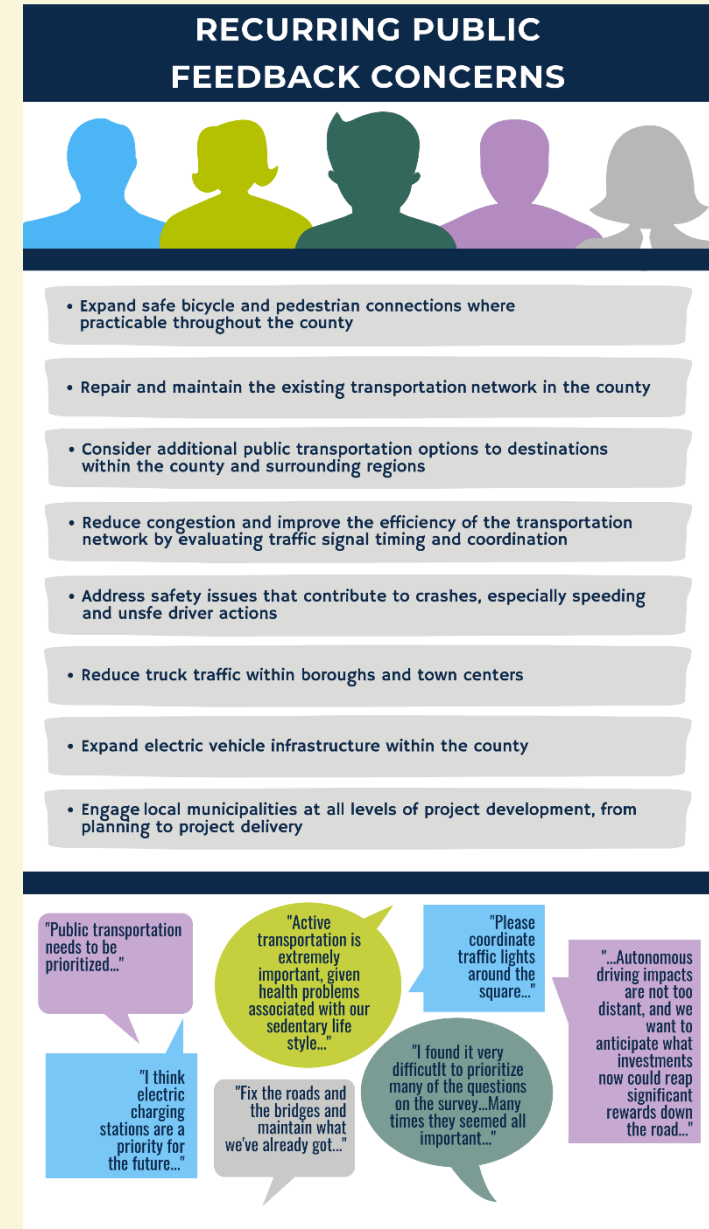 RECURRING PUBLIC
FEEDBACK CONCERNS
• Expand safe bicycle and pedestrian connections where
practicable throughout the county
• Repair and maintain the existing transportation network in the county
• Consider additional public transportation options to destinations
within the county and surrounding regions
• Reduce congestion and improve the efficiency of the transportation
network by evaluating traffic signal timing and coordination
• Address safety issues that contribute to crashes, especially speeding
and unsfe driver actions
• Reduce truck traffic within boroughs and town centers
• Expand electric vehicle infrastructure within the county
• Engage local municipalities at all levels of project development, from
planning to project delivery
"Public transportation
needs to be
prioritized..."
"Active
transportation is
extremely
important, given
health problems
associated with our
sedentary life
style..."
"Please
coordinate
traffic lights
around the
square..."
"...Autonomous
driving impacts
are not too
distant, and we
want to
anticipate what
investments
now could reap
significant
rewards down
the road..."
"I think
electric
charging
stations are a
priority for
the future..."
"Fix the roads and
the bridges and
maintain what
we've already got..."
"I found it very
difficutlt to prioritize
many of the questions
on the survey...Many
times they seemed all
important..."